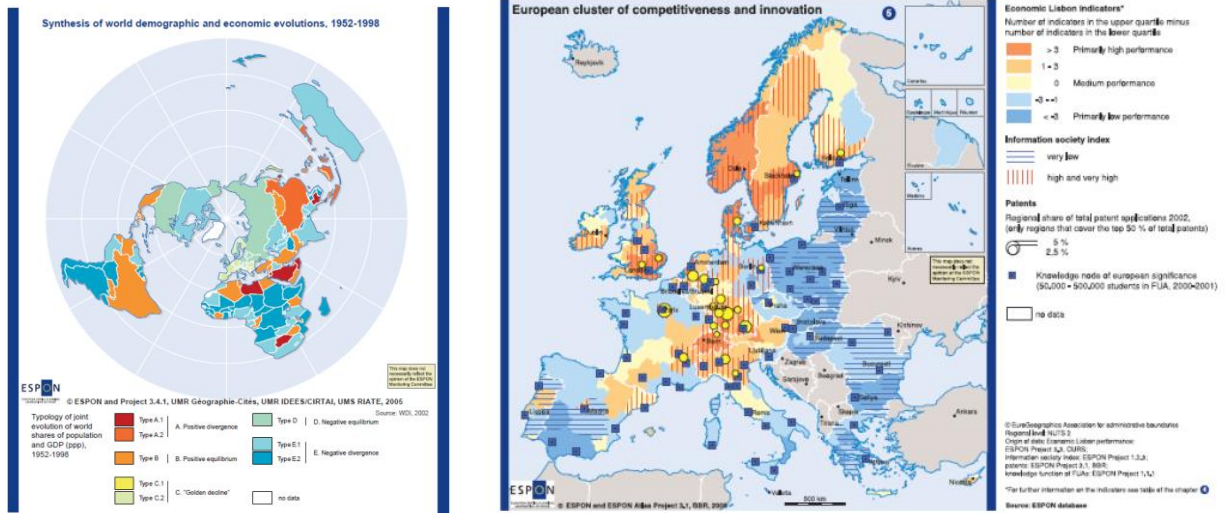 Synthesis of world demographic and economic evolutions, 1952-1998
This map does not
necessarily reflect the
opinion of the ESPON
Monitoring Committee
ESPON
© ESPON and Project 3.4.1, UMR Géographie-Cités, UMR IDEES/CIRTAI, UMS RIATE, 2005
Source: WDI, 2002
Typology of joint
evolution of world
shares of population
and GDP (ppp),
1952-1998
Type A.1
Type A.2
A. Positive divergence
Type B
B. Positive equilibrium
Type C.1
Type C.2
C. "Golden decline"
Type D
D. Negative equilibrium
Type E.1
Type E.2
E. Negative divergence
no data
European cluster of competitiveness and innovation
5
Reykjavik
Canarias
Guadeloupe
Martinique
Réunion
Guyane
Madeira
Açores
Oslo
Stockholm
Helsinki
Tallinn
Riga
Vilnius
Minsk
København
Dublin
London
Amsterdam
Berlin
Warszawa
Kyiv
Praha
Paris
Wien
Bratislava
Budapest
Bern
Ljubljana
Zagreb
Beograd
Sarajevo
Bucuresti
Kishinev
Sofiya
Skopje
Tirana
Roma
Madrid
Lisboa
Ankara
Valletta
This map does not
necessarily reflect the
opinion of the ESPON
Monitoring Committee
500 km
ESPON
© ESPON and ESPON Atlas Project 3.1, BBR,
Economic Lisbon indicators*
Number of indicators in the upper quartile minus
number of indicators in the lower quartile
> 3 Primarily high performance
1 - 3
0 Medium performance
-3 - -1
< -3 Primarily low performance
Information society index
very low
high and very high
Patents
Regional share of total patent applications 2002,
(only regions that cover the top 50 % of total patents)
5 %
2,5 %
Knowledge node of european significance
(50,000 - 500,000 students in FUA, 2000-2001)
no data
© EuroGeographics Association for administrative boundaries
Regional level: NUTS 2
Origin of data: Economic Lisbon performance:
ESPON Project 3.3, CURS;
information society index: ESPON Project 1.2.3;
patents: ESPON Project 3.1, BBR;
knowledge function of FUAs: ESPON Project 1.1.1
*For further information on the indicators see table of the chapter
Source: ESPON database